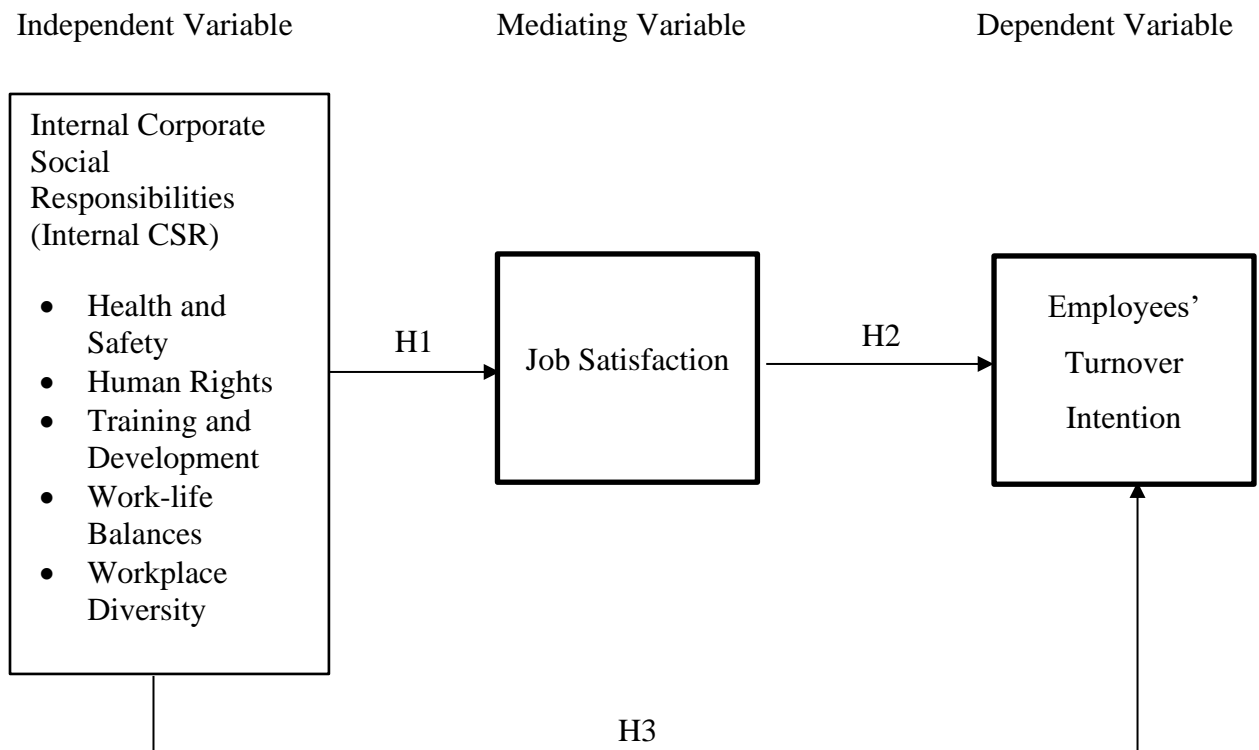 Independent Variable
Mediating Variable
Dependent Variable
Internal Corporate
Social
Responsibilities
(Internal CSR)
• Health and
Safety
• Human Rights
• Training and
Development
• Work-life
Balances
• Workplace
Diversity
H1
Job Satisfaction
H2
Employees’
Turnover
Intention
H3